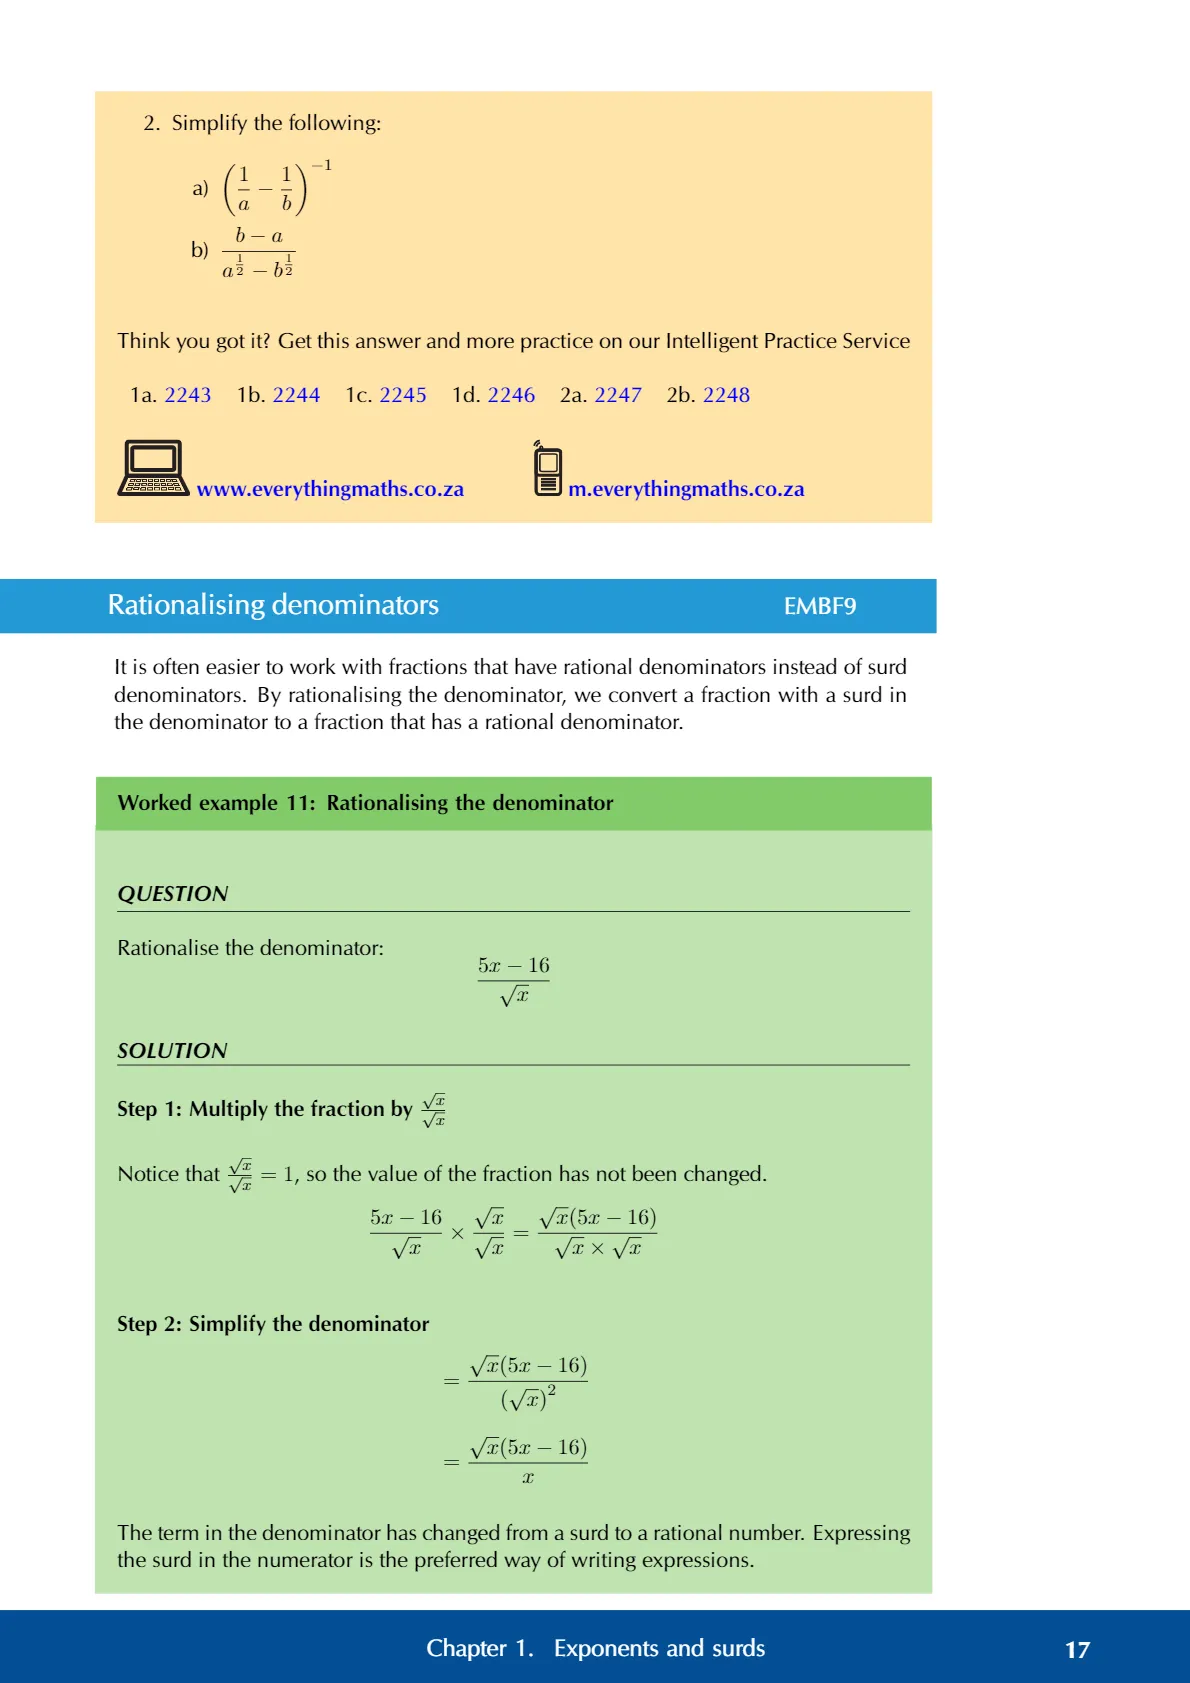 2. Simplify the following:
a) $\left(\frac{1}{a} - \frac{1}{b}\right)^{-1}$
b) $\frac{b - a}{a^{\frac{1}{2}} - b^{\frac{1}{2}}}$
Think you got it? Get this answer and more practice on our Intelligent Practice Service
1a. 2243 1b. 2244 1c. 2245 1d. 2246 2a. 2247 2b. 2248
www.everythingmaths.co.za m.everythingmaths.co.za
Rationalising denominators EMBF9
It is often easier to work with fractions that have rational denominators instead of surd
denominators. By rationalising the denominator, we convert a fraction with a surd in
the denominator to a fraction that has a rational denominator.
Worked example 11: Rationalising the denominator
QUESTION
Rationalise the denominator:
$\frac{5x - 16}{\sqrt{x}}$
SOLUTION
Step 1: Multiply the fraction by $\frac{\sqrt{x}}{\sqrt{x}}$
Notice that $\frac{\sqrt{x}}{\sqrt{x}} = 1$, so the value of the fraction has not been changed.
$\frac{5x - 16}{\sqrt{x}} \times \frac{\sqrt{x}}{\sqrt{x}} = \frac{\sqrt{x}(5x - 16)}{\sqrt{x} \times \sqrt{x}}$
Step 2: Simplify the denominator
$= \frac{\sqrt{x}(5x - 16)}{(\sqrt{x})^2}$
$= \frac{\sqrt{x}(5x - 16)}{x}$
The term in the denominator has changed from a surd to a rational number. Expressing
the surd in the numerator is the preferred way of writing expressions.
Chapter 1. Exponents and surds 17